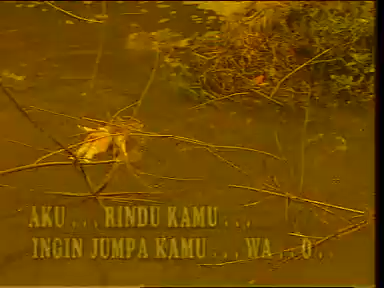 AKU . . . RINDU KAMU . . .
INGIN JUMPA KAMU . . . WA . . O . .